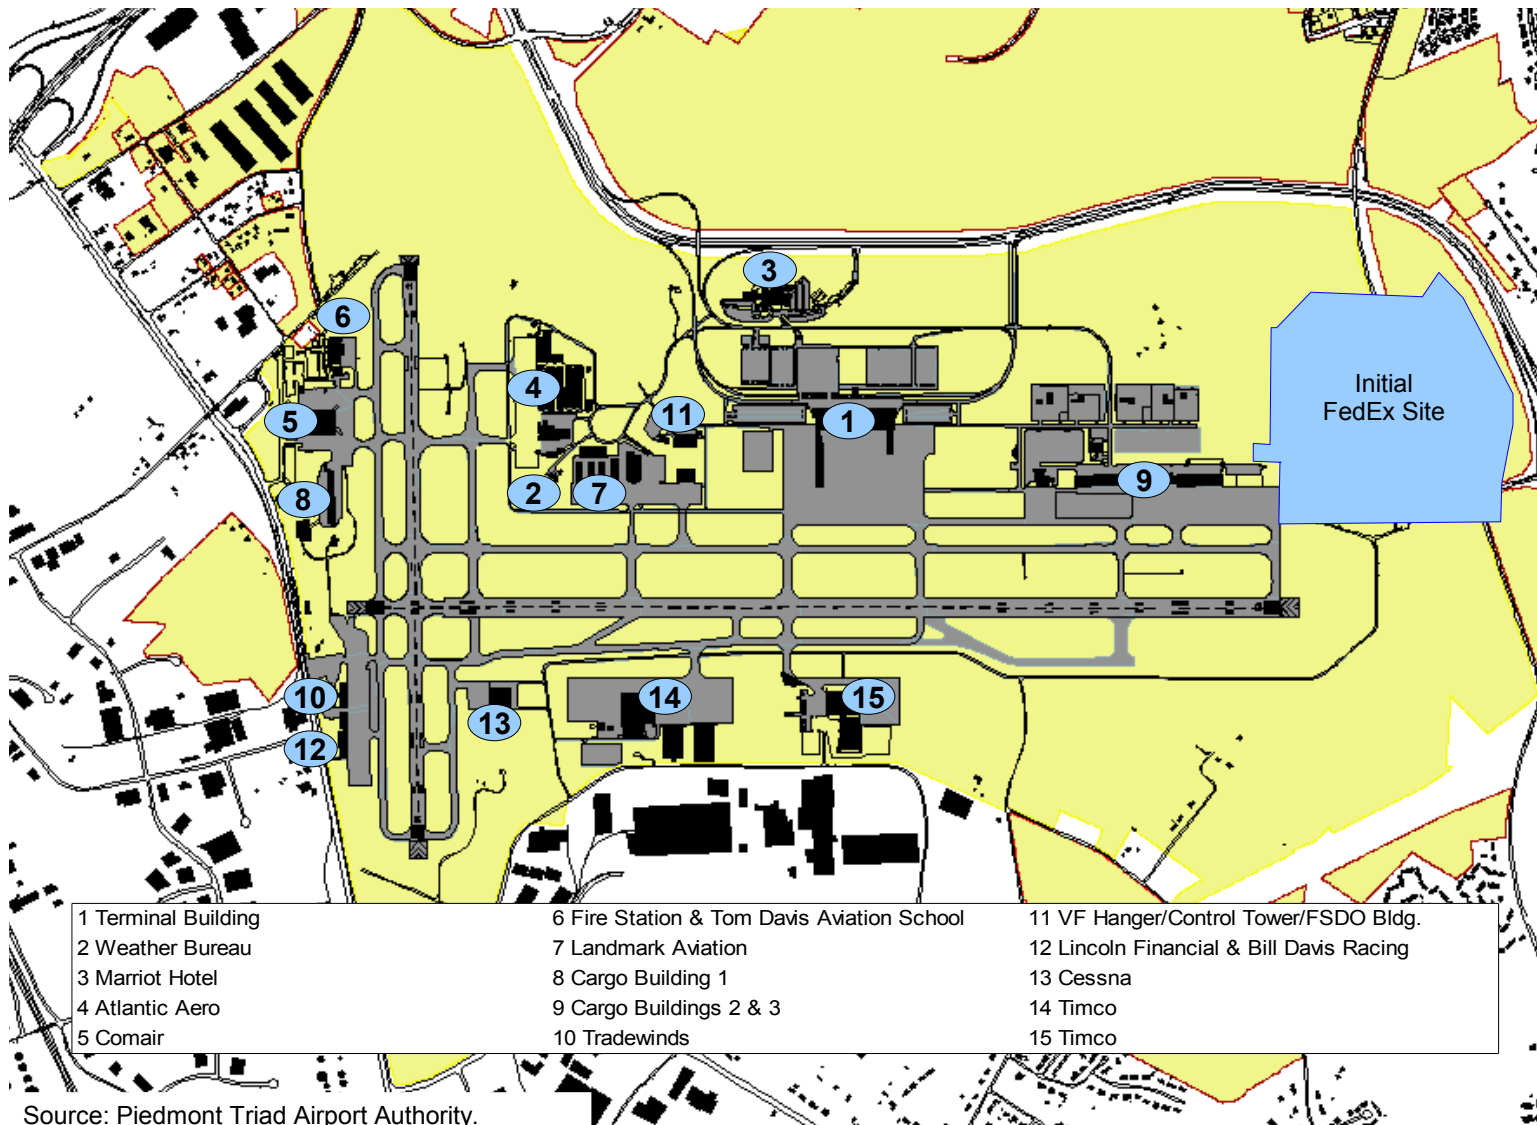 3
6
Initial
FedEx Site
4
11
5
1
9
2
7
8
10
14
15
13
12
1 Terminal Building
2 Weather Bureau
3 Marriot Hotel
4 Atlantic Aero
5 Comair
6 Fire Station & Tom Davis Aviation School
7 Landmark Aviation
8 Cargo Building 1
9 Cargo Buildings 2 & 3
10 Tradewinds
11 VF Hanger/Control Tower/FSDO Bldg.
12 Lincoln Financial & Bill Davis Racing
13 Cessna
14 Timco
15 Timco
Source: Piedmont Triad Airport Authority.